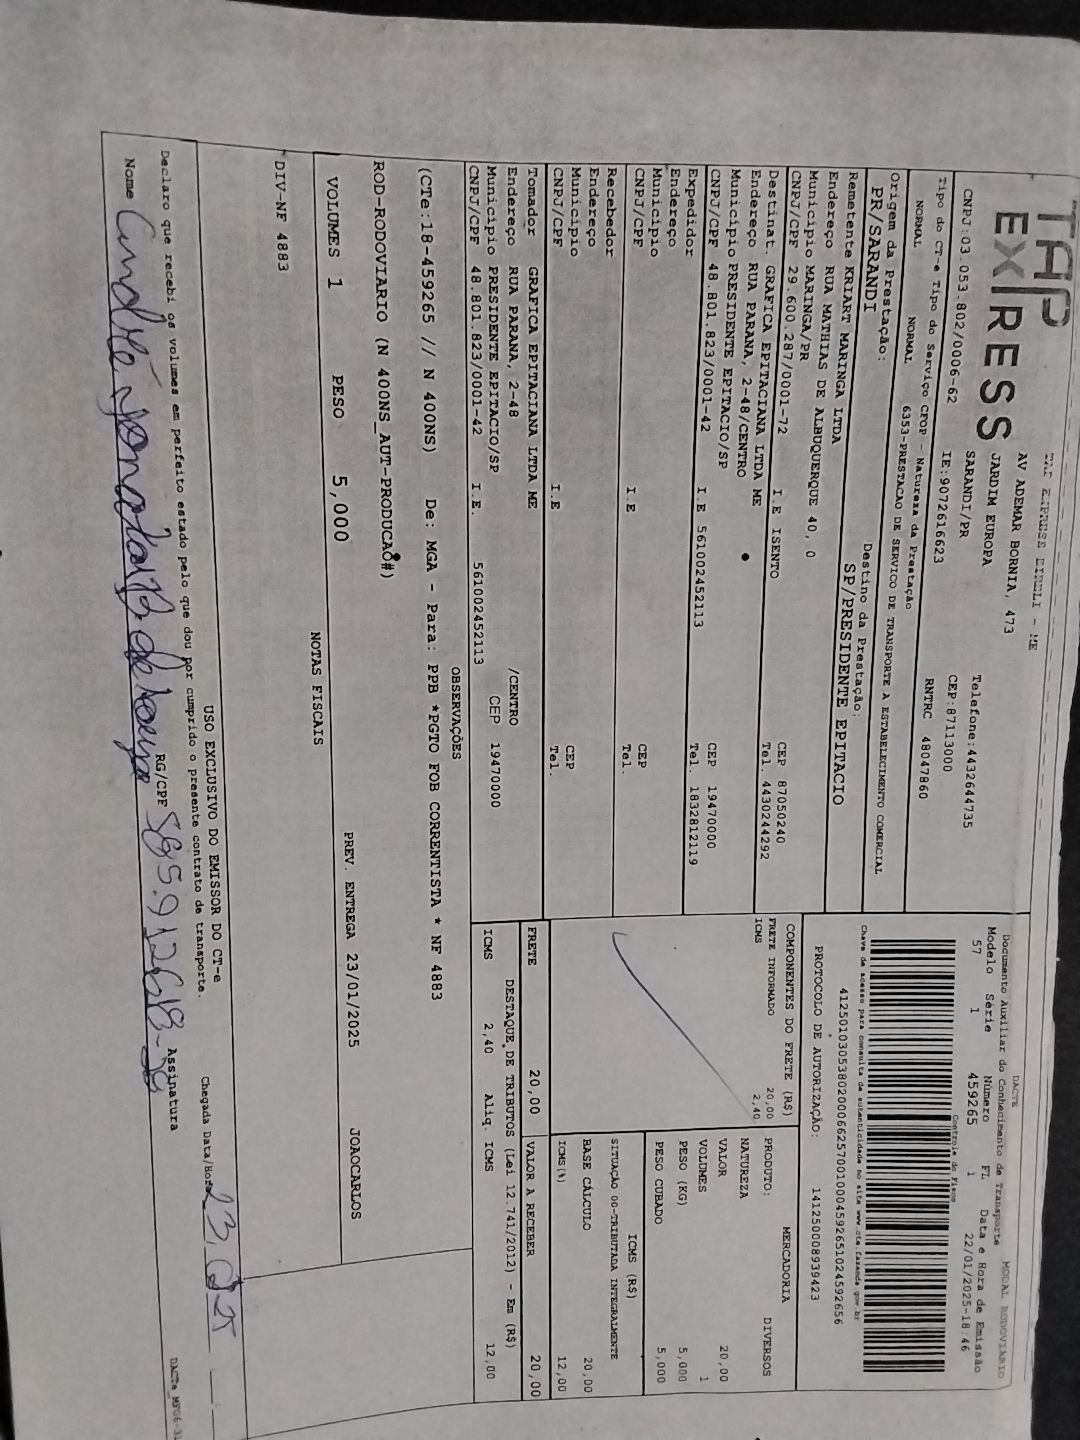 TAP
EXPRESS
TAP EXPRESS EIRELI - ME
AV ADEMAR BORNIA, 473
JARDIM EUROPA
SARANDI/PR
Telefone:4432644735
CEP:87113000
CNPJ:03.053.802/0006-62
IE:9072616623
RNTRC 48047860
Tipo do CT-e Tipo do Serviço CFOP - Natureza da Prestação
NORMAL NORMAL 6353-PRESTACAO DE SERVICO DE TRANSPORTE A ESTABELECIMENTO COMERCIAL
Origem da Prestação: Destino da Prestação:
PR/SARANDI SP/PRESIDENTE EPITACIO
Remetente KRIART MARINGA LTDA
Endereço RUA MATHIAS DE ALBUQUERQUE 40, 0
Município MARINGA/PR CEP 87050240
CNPJ/CPF 29.600.287/0001-72 I.E ISENTO Tel. 4430244292
Destinat. GRAFICA EPITACIANA LTDA ME
Endereço RUA PARANA, 2-48/CENTRO
Município PRESIDENTE EPITACIO/SP CEP 19470000
CNPJ/CPF 48.801.823/0001-42 I.E 561002452113 Tel. 1832812119
Expedidor
Endereço
Município CEP
CNPJ/CPF I E Tel.
Recebedor
Endereço
Município CEP
CNPJ/CPF I.E Tel.
Tomador GRAFICA EPITACIANA LTDA ME
Endereço RUA PARANA, 2-48 /CENTRO
Município PRESIDENTE EPITACIO/SP CEP 19470000
CNPJ/CPF 48.801.823/0001-42 I.E. 561002452113
DACTE
Documento Auxiliar do Conhecimento de Transporte MODAL RODOVIARIO
Modelo Série Número FL Data e Hora de Emissão
57 1 459265 1 22/01/2025-18:46
Controle do Fisco
Chave de acesso para consulta de autenticidade no site www.cte.fazenda.gov.br
41250103053802000662570010004592651024592656
PROTOCOLO DE AUTORIZAÇÃO: 141250008939423
COMPONENTES DO FRETE (R$)
FRETE INFORMADO 20,00
ICMS 2,40
MERCADORIA
PRODUTO: DIVERSOS
NATUREZA
VALOR 20,00
VOLUMES 1
PESO (KG) 5,000
PESO CUBADO 5,000
ICMS (R$)
SITUAÇÃO 00-TRIBUTADA INTEGRALMENTE
BASE CÁLCULO 20,00
ICMS(%) 12,00
FRETE 20,00 VALOR A RECEBER 20,00
DESTAQUE DE TRIBUTOS (Lei 12.741/2012) - Em (R$)
ICMS 2,40 Aliq. ICMS 12,00
OBSERVAÇÕES
(CTe:18-459265 // N 400NS) De: MGA - Para: PPB *PGTO FOB CORRENTISTA * NF 4883
ROD-RODOVIARIO (N 400NS_AUT-PRODUCAO#)
VOLUMES 1 PESO 5,000 PREV. ENTREGA 23/01/2025 JOAOCARLOS
NOTAS FISCAIS
DIV-NF 4883
USO EXCLUSIVO DO EMISSOR DO CT-e
Declaro que recebi os volumes em perfeito estado pelo que dou por cumprido o presente contrato de transporte. Chegada Data/Hora
Nome RG/CPF Assinatura